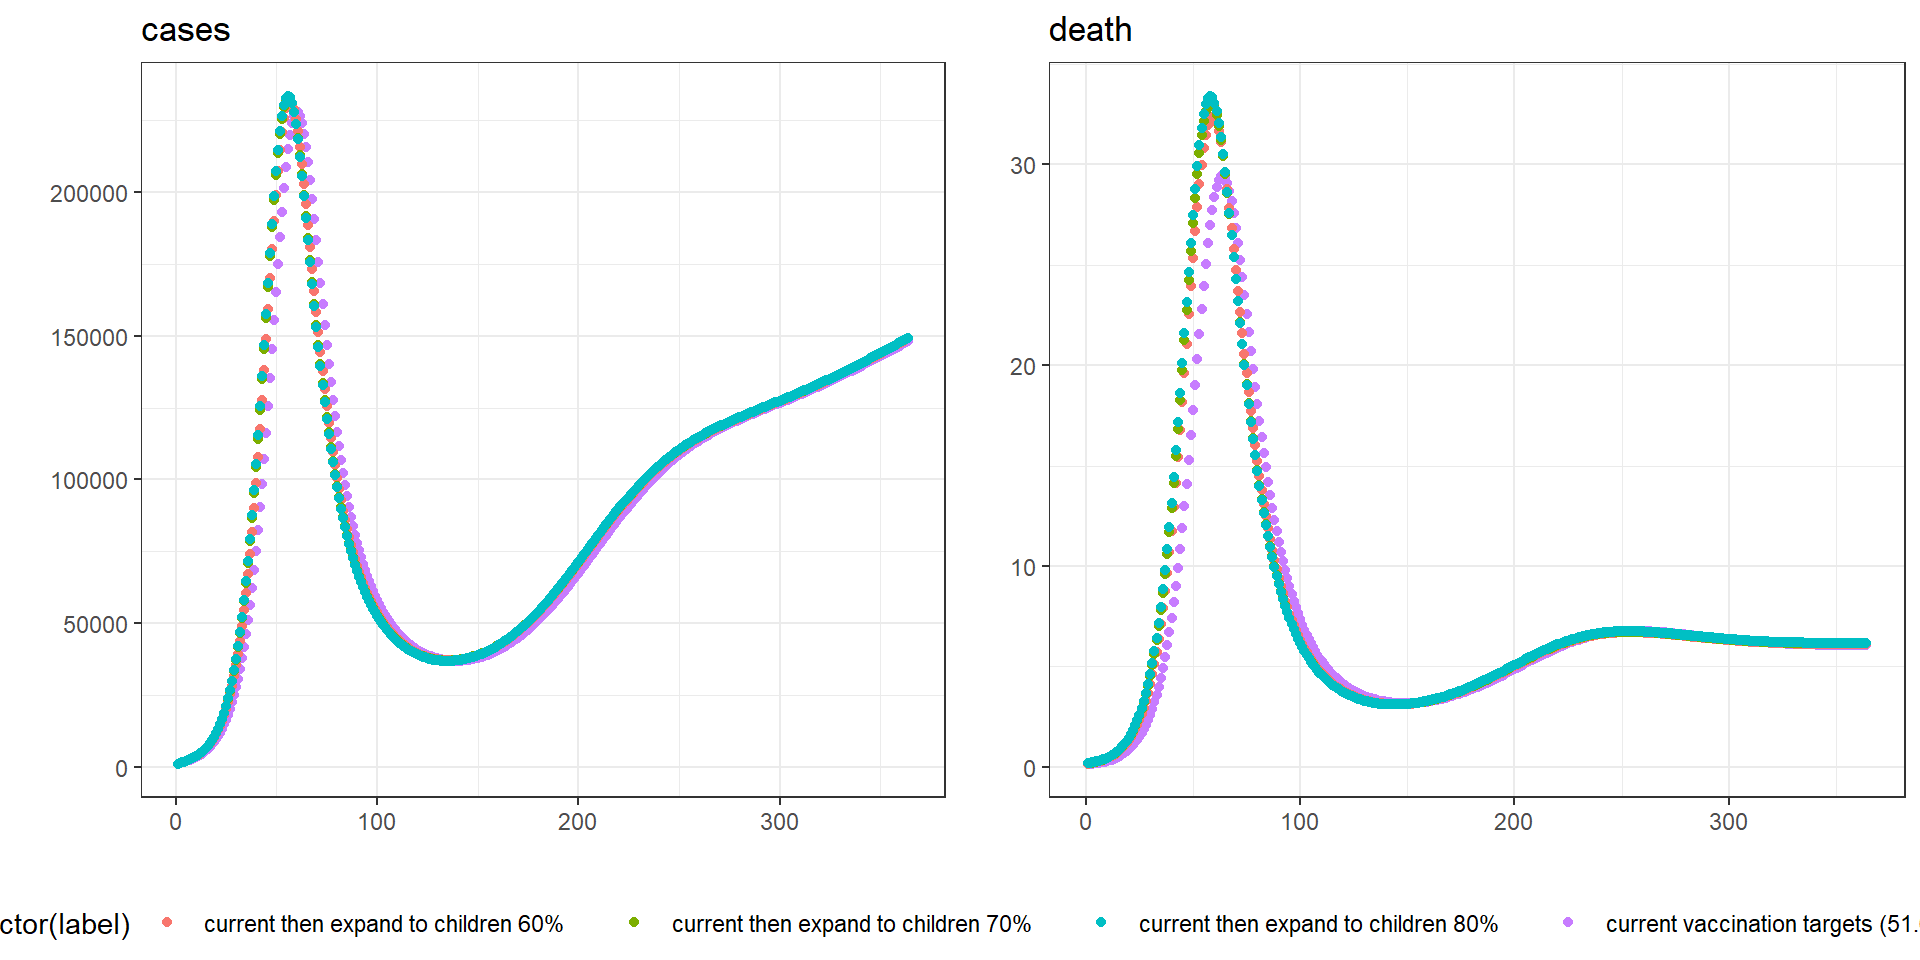 cases
death
200000
150000
100000
50000
0
0
100
200
300
30
20
10
0
0
100
200
300
ctor(label)
current then expand to children 60%
current then expand to children 70%
current then expand to children 80%
current vaccination targets (51.